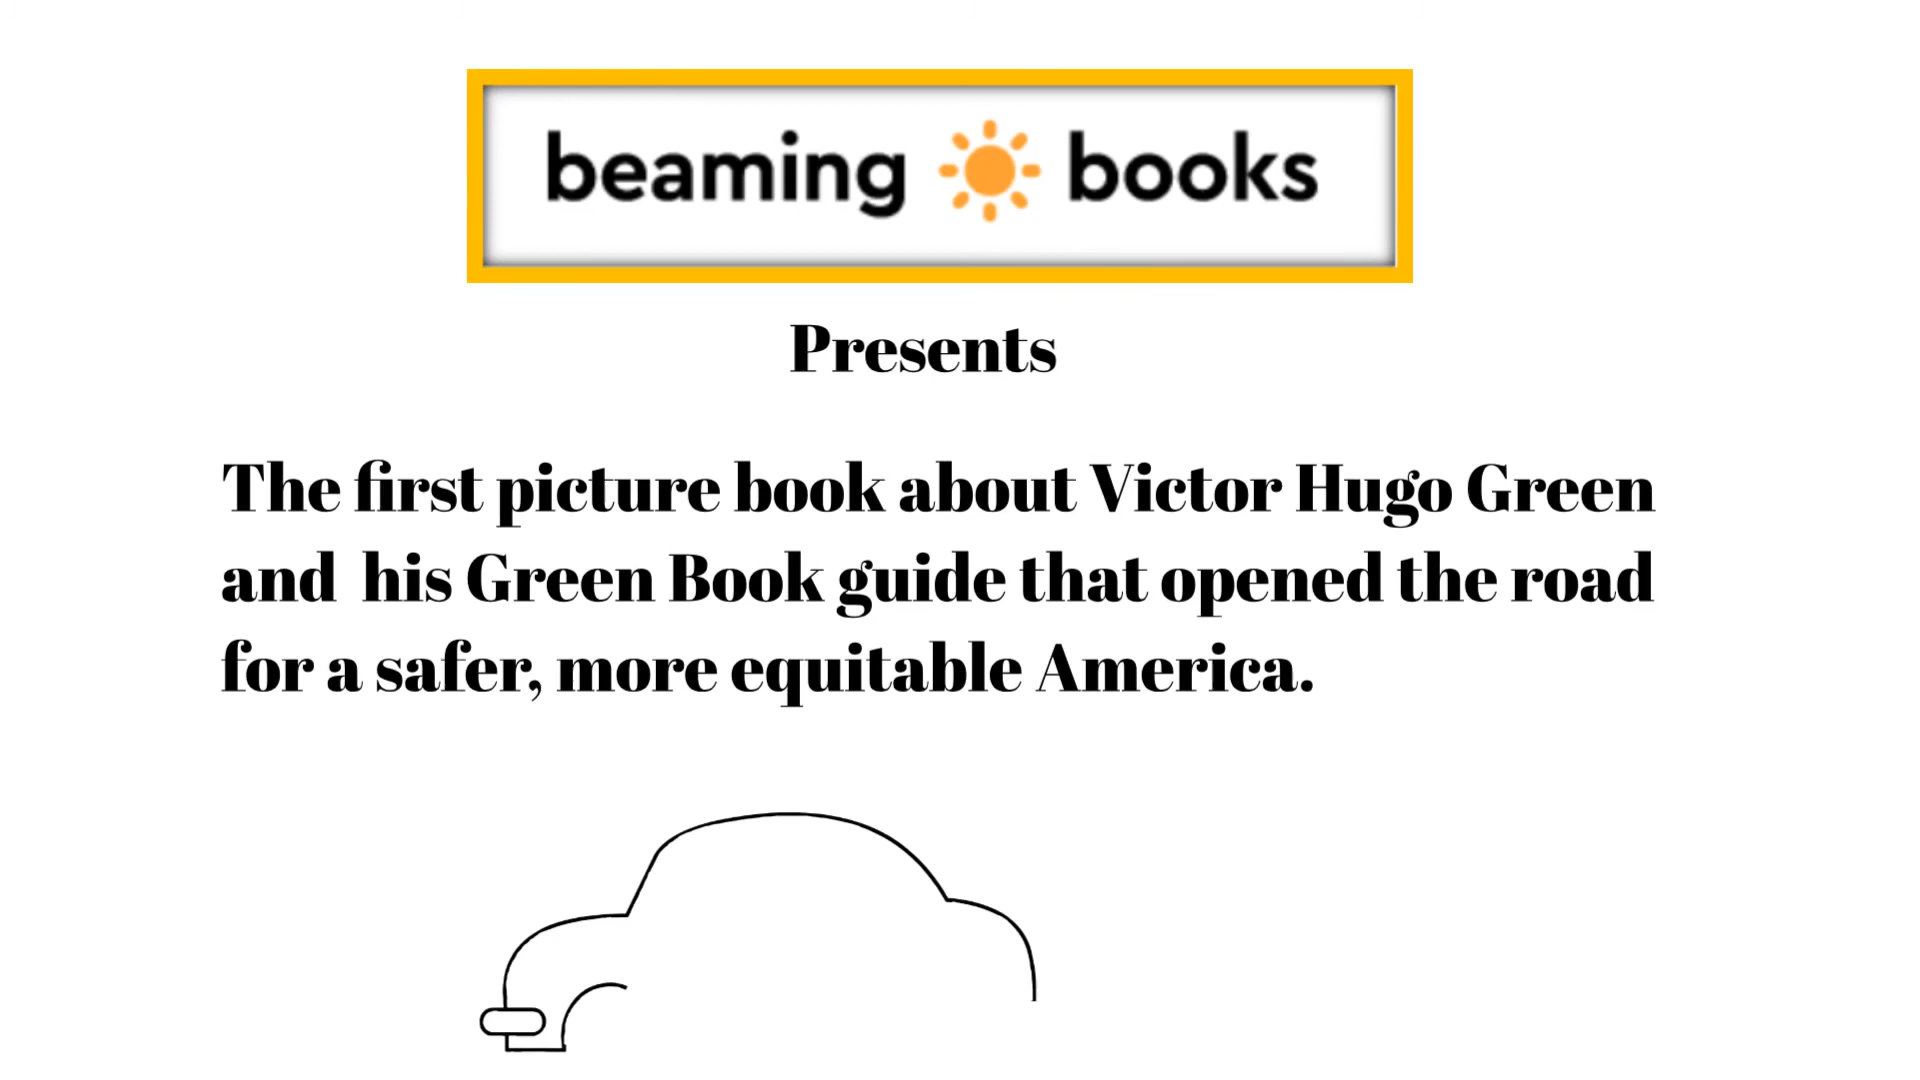 beaming books
Presents
The first picture book about Victor Hugo Green
and his Green Book guide that opened the road
for a safer, more equitable America.